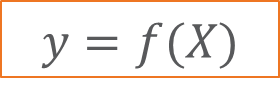 y = f(X)